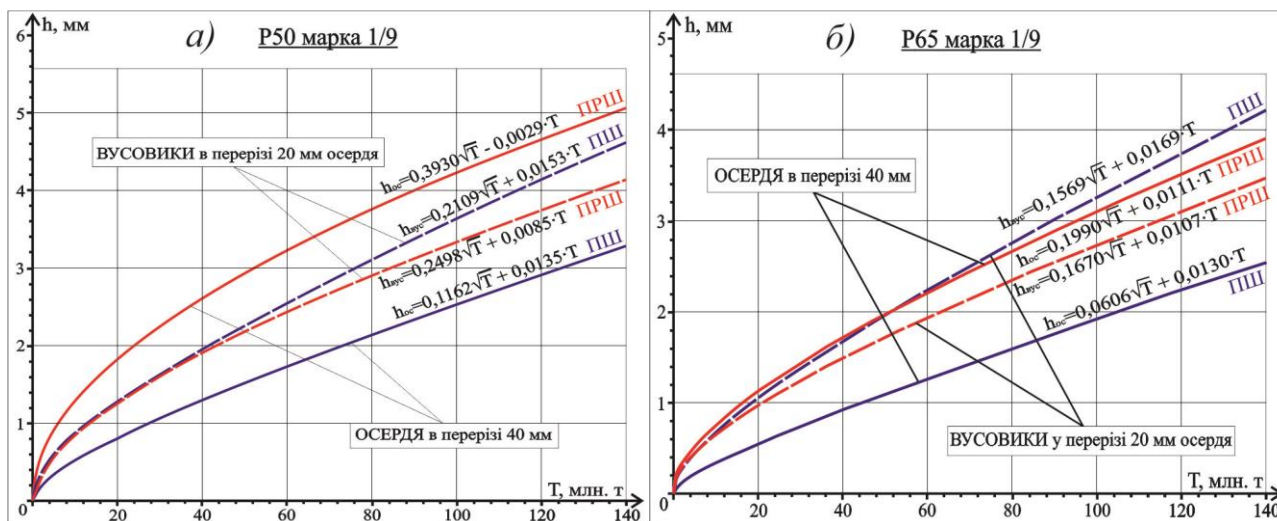 h, мм
а)
Р50 марка 1/9
6
5
4
3
2
1
0
20
40
60
80
100
120
140
Т, млн. т
ВУСОВИКИ в перерізі 20 мм осердя
ОСЕРДЯ в перерізі 40 мм
hос=0,3930√T - 0,0029·T
ПРШ
hвус=0,2109√T + 0,0153·T
ПШ
hвус=0,2498√T + 0,0085·T
ПРШ
hос=0,1162√T + 0,0135·T
ПШ
h, мм
б)
Р65 марка 1/9
5
4
3
2
1
0
20
40
60
80
100
120
140
Т, млн. т
ОСЕРДЯ в перерізі 40 мм
ВУСОВИКИ у перерізі 20 мм осердя
hвус=0,1569√T + 0,0169·T
ПШ
hос=0,1990√T + 0,0111·T
ПРШ
hвус=0,1670√T + 0,0107·T
ПРШ
hос=0,0606√T + 0,0130·T
ПШ